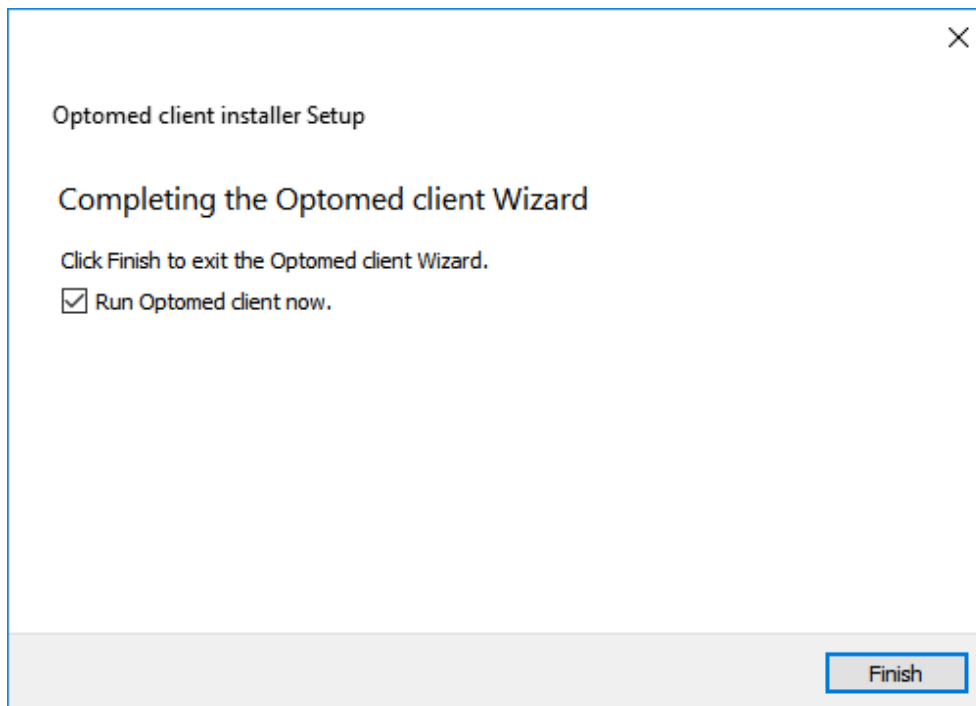 Optomed client installer Setup
Completing the Optomed client Wizard
Click Finish to exit the Optomed client Wizard.
Run Optomed client now.
Finish